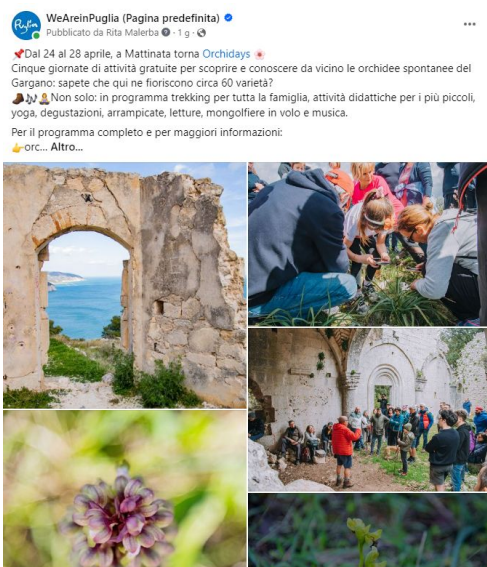 Puglia
WeAreinPuglia (Pagina predefinita)
Pubblicato da Rita Malerba · 1 g ·
📌Dal 24 al 28 aprile, a Mattinata torna Orchidays 🌸
Cinque giornate di attività gratuite per scoprire e conoscere da vicino le orchidee spontanee del
Gargano: sapete che qui ne fioriscono circa 60 varietà?
🥾🎶🧘Non solo: in programma trekking per tutta la famiglia, attività didattiche per i più piccoli,
yoga, degustazioni, arrampicate, letture, mongolfiere in volo e musica.
Per il programma completo e per maggiori informazioni:
👉orc... Altro...